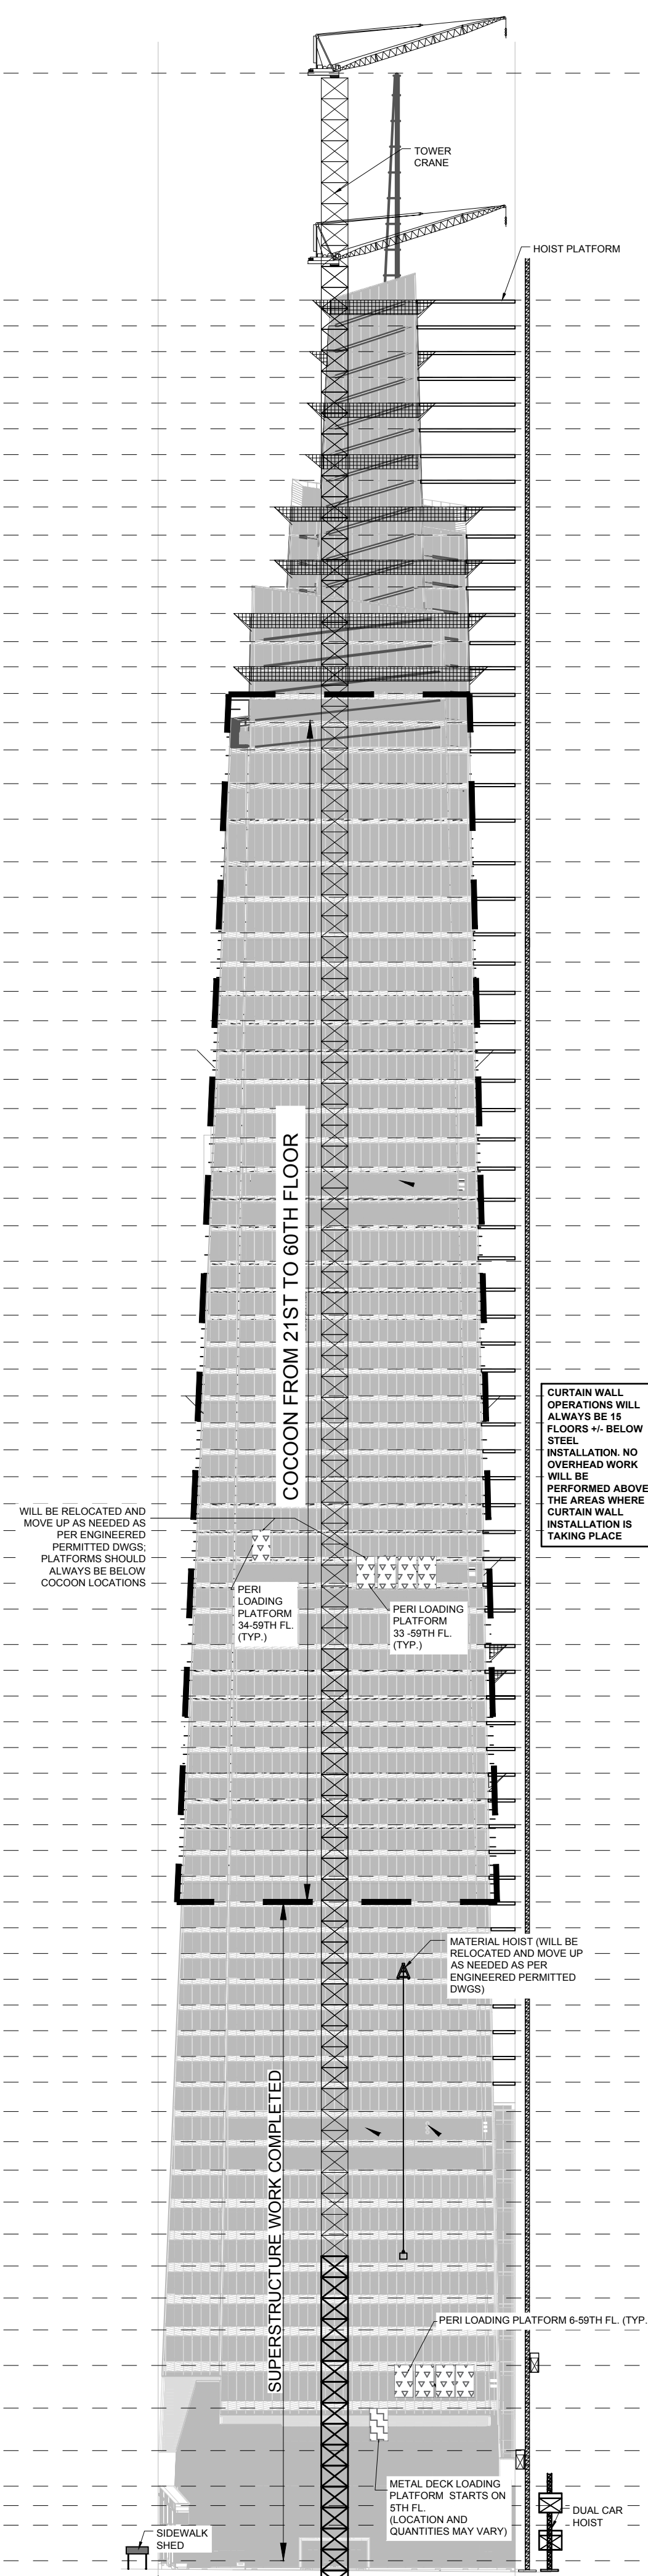 TOWER
CRANE
HOIST PLATFORM
COCOON FROM 21ST TO 60TH FLOOR
CURTAIN WALL
OPERATIONS WILL
ALWAYS BE 15
FLOORS +/- BELOW
STEEL
INSTALLATION. NO
OVERHEAD WORK
WILL BE
PERFORMED ABOVE
THE AREAS WHERE
CURTAIN WALL
INSTALLATION IS
TAKING PLACE
WILL BE RELOCATED AND
MOVE UP AS NEEDED AS
PER ENGINEERED
PERMITTED DWGS;
PLATFORMS SHOULD
ALWAYS BE BELOW
COCOON LOCATIONS
PERI
LOADING
PLATFORM
34-59TH FL.
(TYP.)
PERI LOADING
PLATFORM
33 -59TH FL.
(TYP.)
MATERIAL HOIST (WILL BE
RELOCATED AND MOVE UP
AS NEEDED AS PER
ENGINEERED PERMITTED
DWGS)
SUPERSTRUCTURE WORK COMPLETED
PERI LOADING PLATFORM 6-59TH FL. (TYP.
METAL DECK LOADING
PLATFORM STARTS ON
5TH FL.
(LOCATION AND
QUANTITIES MAY VARY)
DUAL CAR
HOIST
SIDEWALK
SHED